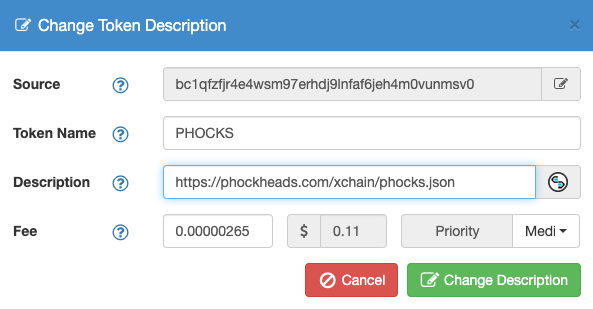 Change Token Description ×
Source ? bc1qfzfjr4e4wsm97erhdj9lnfaf6jeh4m0vunmsv0
Token Name ? PHOCKS
Description ? https://phockheads.com/xchain/phocks.json
Fee ? 0.00000265 $ 0.11 Priority Medi
Cancel Change Description